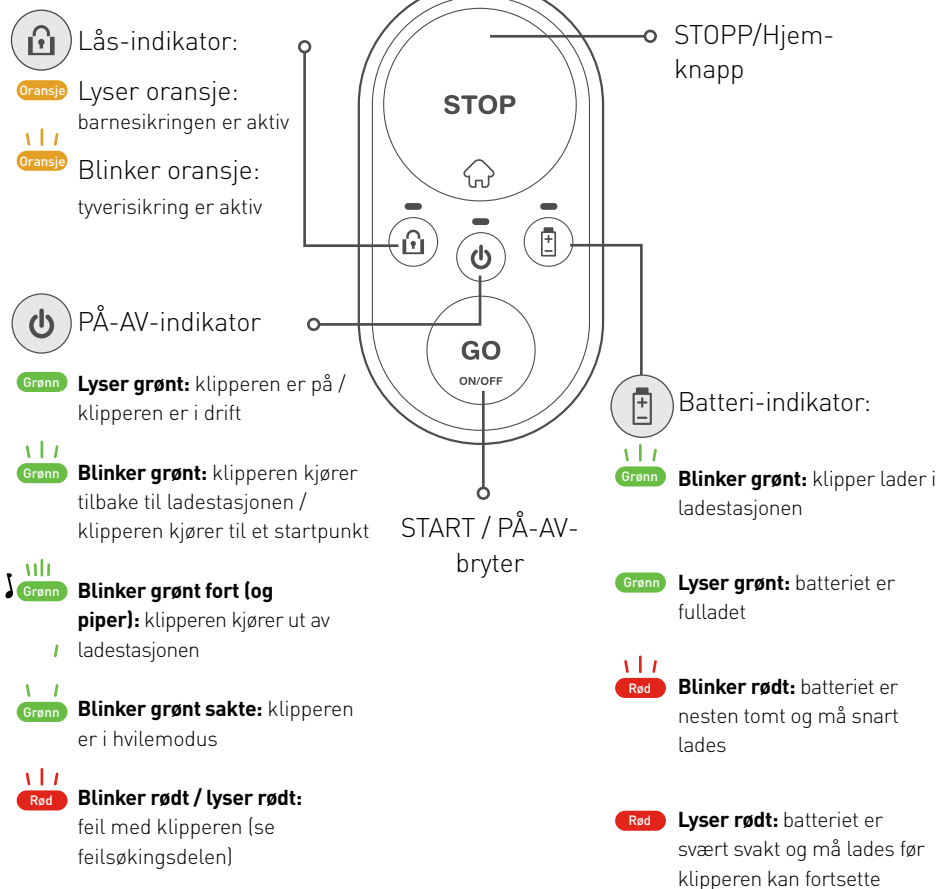 Lås-indikator:
Oransje
Lyser oransje:
barnesikringen er aktiv
Oransje
Blinker oransje:
tyverisikring er aktiv
STOPP/Hjem-
knapp
STOP
GO
ON/OFF
PÅ-AV-indikator
Grønn
Lyser grønt: klipperen er på /
klipperen er i drift
Grønn
Blinker grønt: klipperen kjører
tilbake til ladestasjonen /
klipperen kjører til et startpunkt
Grønn
Blinker grønt fort (og
piper): klipperen kjører ut av
ladestasjonen
Grønn
Blinker grønt sakte: klipperen
er i hvilemodus
Rød
Blinker rødt / lyser rødt:
feil med klipperen (se
feilsøkingsdelen)
START / PÅ-AV-
bryter
Batteri-indikator:
Grønn
Blinker grønt: klipper lader i
ladestasjonen
Grønn
Lyser grønt: batteriet er
fulladet
Rød
Blinker rødt: batteriet er
nesten tomt og må snart
lades
Rød
Lyser rødt: batteriet er
svært svakt og må lades før
klipperen kan fortsette